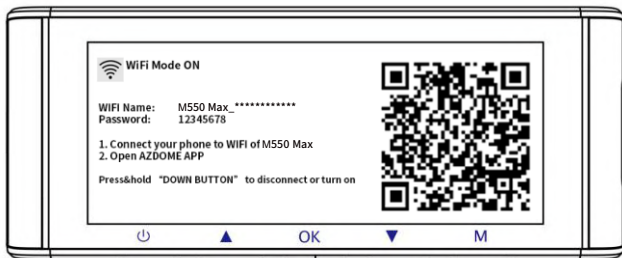 WiFi Mode ON
WIFI Name: M550 Max_************
Password: 12345678
1. Connect your phone to WIFI of M550 Max
2. Open AZDOME APP
Press&hold “DOWN BUTTON” to disconnect or turn on
OK
M